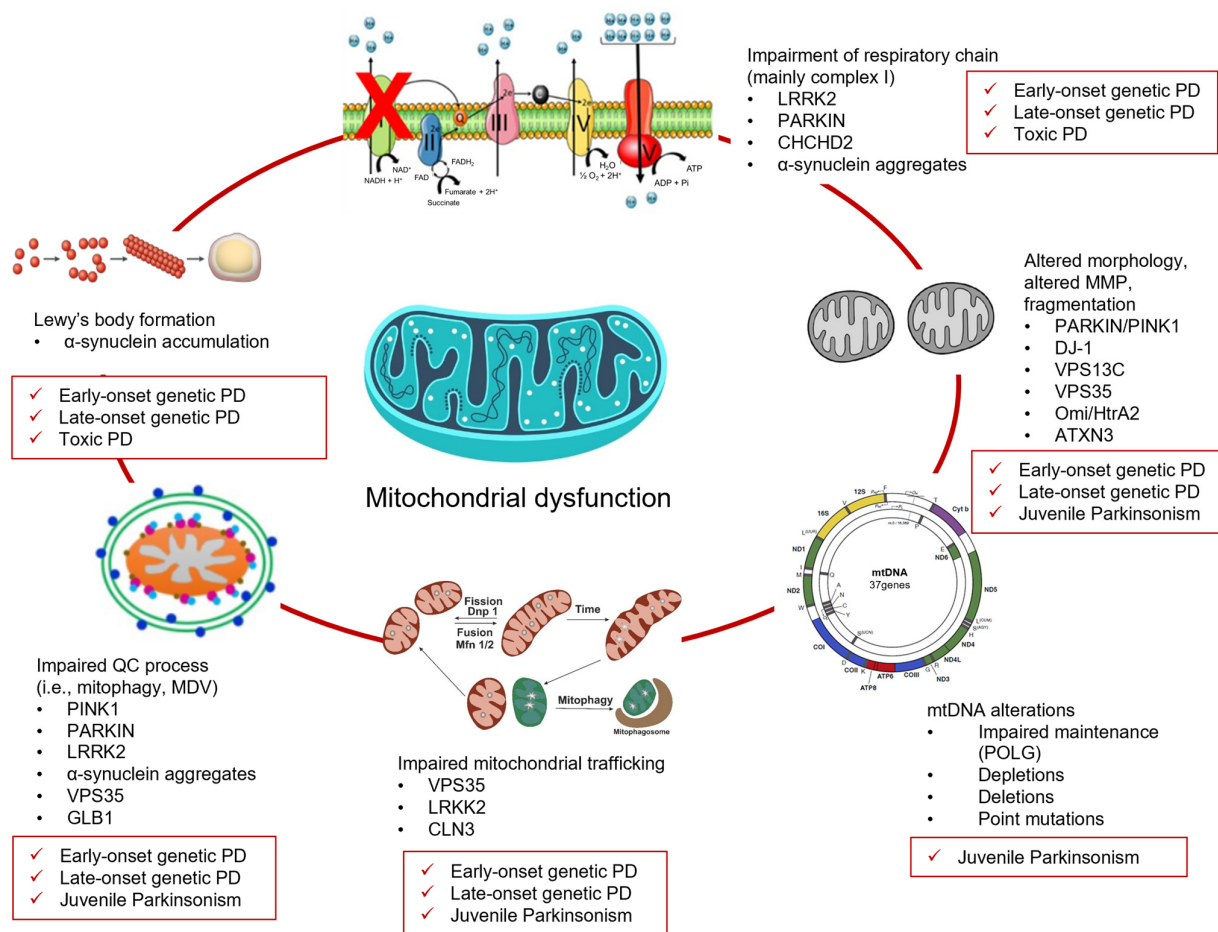 Impairment of respiratory chain
(mainly complex I)
• LRRK2
• PARKIN
• CHCHD2
• α-synuclein aggregates
✓ Early-onset genetic PD
✓ Late-onset genetic PD
✓ Toxic PD
I
II
III
IV
V
Q
C
2e
2e
2e
NADH + H⁺
NAD⁺
FADH₂
FAD
Fumarate + 2H⁺
Succinate
H₂O
½ O₂ + 2H⁺
ATP
ADP + Pi
Altered morphology,
altered MMP,
fragmentation
• PARKIN/PINK1
• DJ-1
• VPS13C
• VPS35
• Omi/HtrA2
• ATXN3
✓ Early-onset genetic PD
✓ Late-onset genetic PD
✓ Juvenile Parkinsonism
Lewy’s body formation
• α-synuclein accumulation
✓ Early-onset genetic PD
✓ Late-onset genetic PD
✓ Toxic PD
Mitochondrial dysfunction
mtDNA
37genes
12S
F
T
Cyt b
V
16S
P
E
ND6
ND1
I
M
Q
ND2
A
N
C
Y
W
ND5
H
ND4
ND4L
R
G
ND3
COIII
ATP6
ATP8
K
D
COII
COI
Fission
Dnp 1
Fusion
Mfn 1/2
Time
Mitophagy
Mitophagosome
Impaired QC process
(i.e., mitophagy, MDV)
• PINK1
• PARKIN
• LRRK2
• α-synuclein aggregates
• VPS35
• GLB1
✓ Early-onset genetic PD
✓ Late-onset genetic PD
✓ Juvenile Parkinsonism
Impaired mitochondrial trafficking
• VPS35
• LRKK2
• CLN3
✓ Early-onset genetic PD
✓ Late-onset genetic PD
✓ Juvenile Parkinsonism
mtDNA alterations
• Impaired maintenance
(POLG)
• Depletions
• Deletions
• Point mutations
✓ Juvenile Parkinsonism